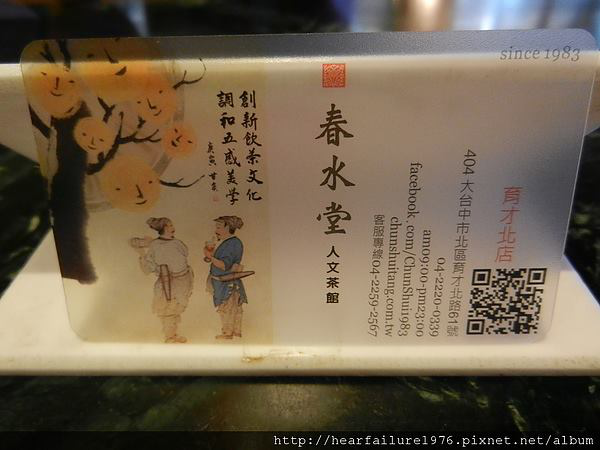 since 1983
創新飲茶文化
調和五感美學
春水堂
人文茶館
育才北店
404 大台中市北區育才北路61號
04-2220-0339
am09:00-pm23:00
facebook.com/ChunShui1983
chunshuitang.com.tw
客服專線04-2259-2567
http://hearfailure1976.pixnet.net/album